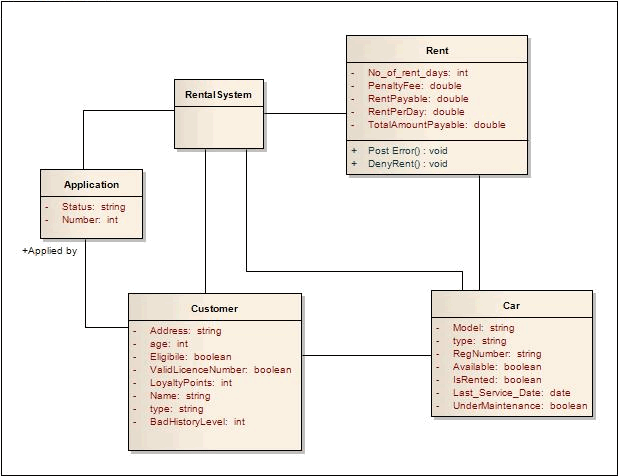 Rent
- No_of_rent_days: int
- PenaltyFee: double
- RentPayable: double
- RentPerDay: double
- TotalAmountPayable: double
+ Post Error() : void
+ DenyRent() : void
RentalSystem
Application
- Status: string
- Number: int
+Applied by
Customer
- Address: string
- age: int
- Eligibile: boolean
- ValidLicenceNumber: boolean
- LoyaltyPoints: int
- Name: string
- type: string
- BadHistoryLevel: int
Car
- Model: string
- type: string
- RegNumber: string
- Available: boolean
- IsRented: boolean
- Last_Service_Date: date
- UnderMaintenance: boolean